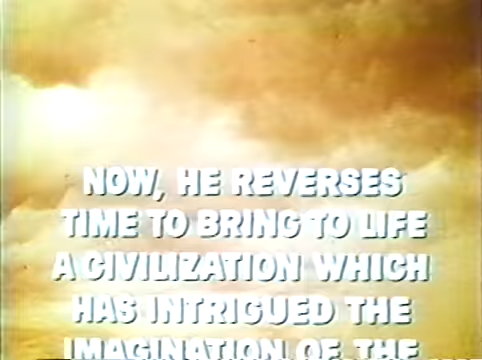 NOW, HE REVERSES
TIME TO BRING TO LIFE
A CIVILIZATION WHICH
HAS INTRIGUED THE
IMAGINATION OF THE